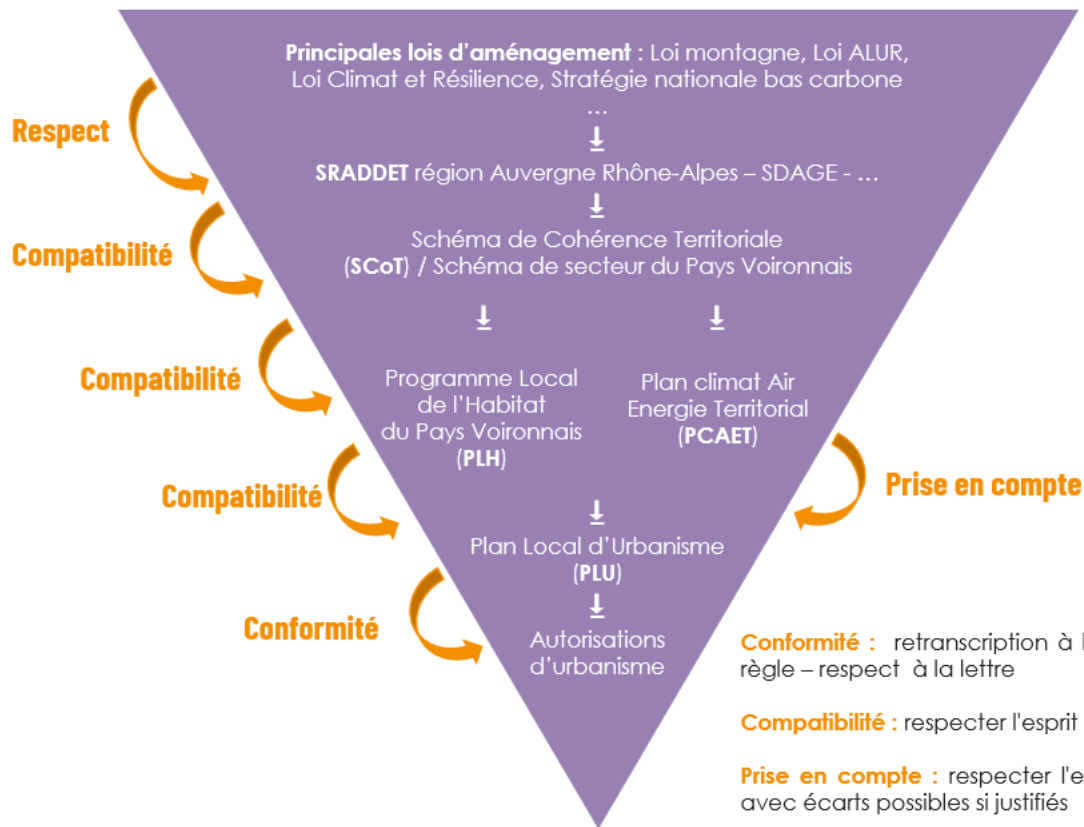 Principales lois d'aménagement : Loi montagne, Loi ALUR,
Loi Climat et Résilience, Stratégie nationale bas carbone
...
Respect
SRADDET région Auvergne Rhône-Alpes – SDAGE - ...
Compatibilité
Schéma de Cohérence Territoriale
(SCoT) / Schéma de secteur du Pays Voironnais
Compatibilité
Programme Local
de l'Habitat
du Pays Voironnais
(PLH)
Plan climat Air
Energie Territorial
(PCAET)
Compatibilité
Prise en compte
Plan Local d'Urbanisme
(PLU)
Conformité
Autorisations
d'urbanisme
Conformité : retranscription à
règle – respect à la lettre
Compatibilité : respecter l'esprit
Prise en compte : respecter
avec écarts possibles si justifiés